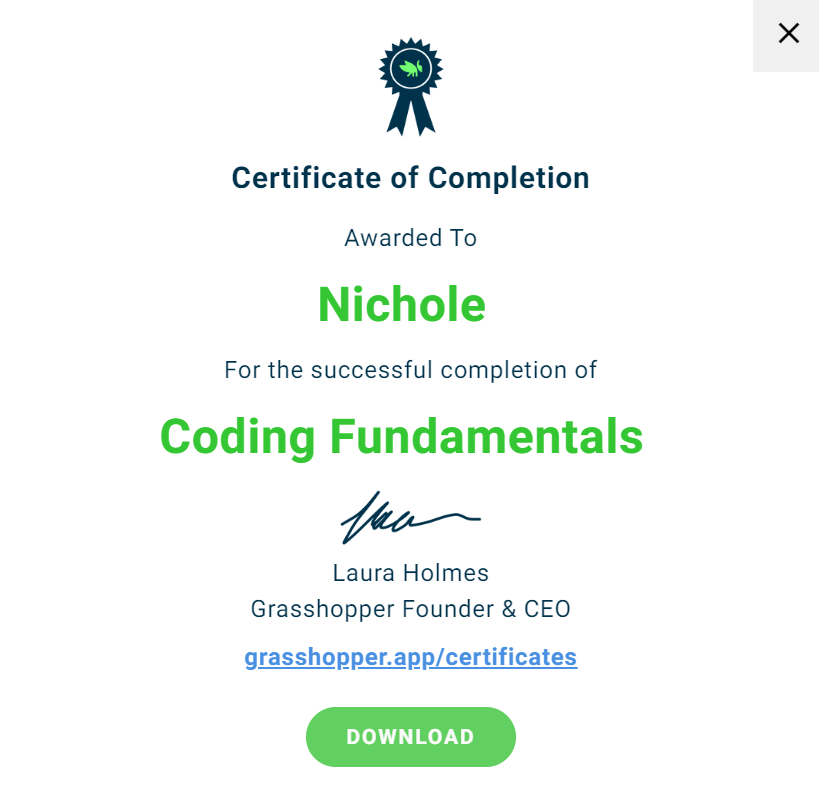 Certificate of Completion
Awarded To
Nichole
For the successful completion of
Coding Fundamentals
Laura Holmes
Grasshopper Founder & CEO
grasshopper.app/certificates
DOWNLOAD